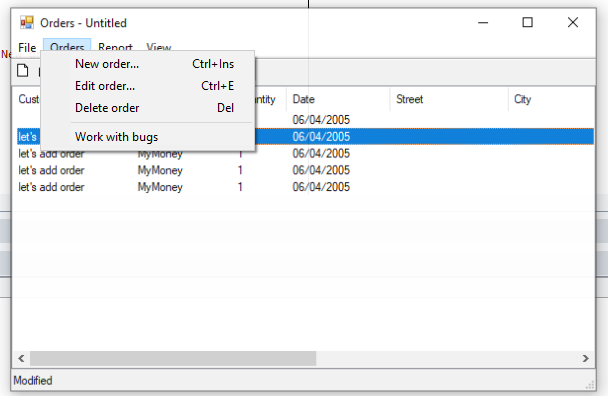 Orders - Untitled
File Orders Report View
Ne
New order... Ctrl+Ins
Edit order... Ctrl+E
Delete order Del
Work with bugs
Cust ntity Date Street City
06/04/2005
let's 06/04/2005
let's add order MyMoney 1 06/04/2005
let's add order MyMoney 1 06/04/2005
let's add order MyMoney 1 06/04/2005
Modified